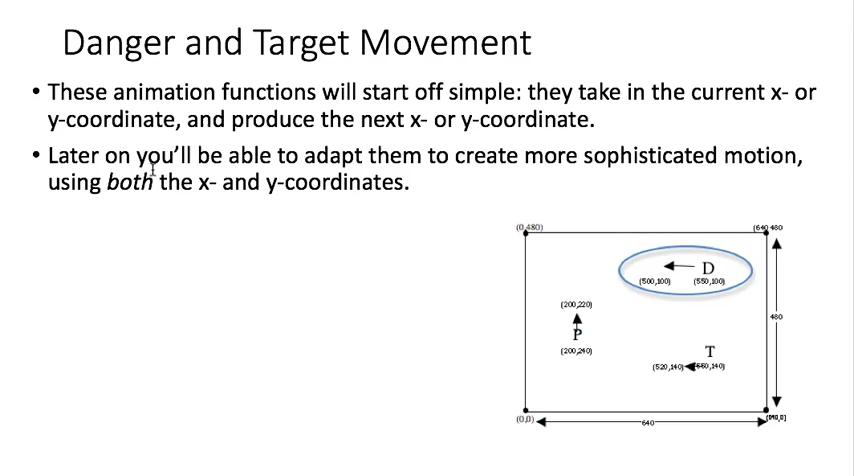 Danger and Target Movement
• These animation functions will start off simple: they take in the current x- or
y-coordinate, and produce the next x- or y-coordinate.
• Later on you'll be able to adapt them to create more sophisticated motion,
using both the x- and y-coordinates.
(0,480) (640,480
D
(500,100) (550,100)
(200,220)
480
P
(200,240)
T
(520,140) 560,140)
(0,0)
640